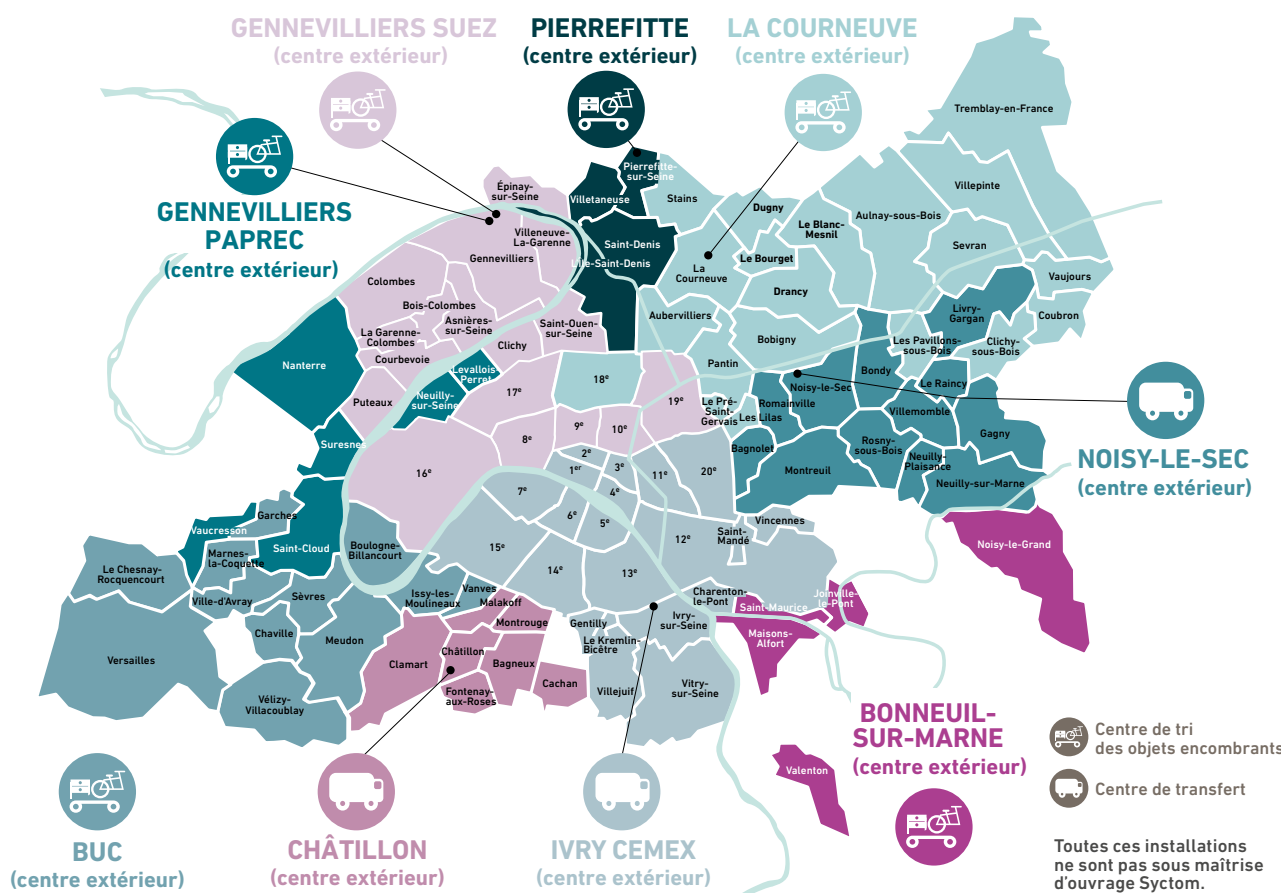 GENNEVILLIERS SUEZ
(centre extérieur)
PIERREFITTE
(centre extérieur)
LA COURNEUVE
(centre extérieur)
GENNEVILLIERS
PAPREC
(centre extérieur)
Tremblay-en-France
Pierrefitte-
sur-Seine
Épinay-
sur-Seine
Villetaneuse
Stains
Dugny
Villepinte
Aulnay-sous-Bois
Le Blanc-
Mesnil
Villeneuve-
La-Garenne
Saint-Denis
Sevran
Gennevilliers
L'Île-Saint-Denis
Le Bourget
La
Courneuve
Vaujours
Colombes
Drancy
Bois-Colombes
Livry-
Gargan
Coubron
Asnières-
sur-Seine
Saint-Ouen-
sur-Seine
Aubervilliers
La Garenne-
Colombes
Bobigny
Les Pavillons-
sous-Bois
Clichy-
sous-Bois
Clichy
Courbevoie
Nanterre
Levallois-
Perret
Pantin
Bondy
Noisy-le-Sec
Le Raincy
18e
17e
Neuilly-
sur-Seine
Puteaux
19e
Le Pré-
Saint-
Gervais
Les Lilas
Romainville
Villemomble
9e
10e
8e
Suresnes
Bagnolet
Rosny-
sous-Bois
Gagny
2e
1er
3e
11e
20e
Montreuil
Neuilly-
Plaisance
Neuilly-sur-Marne
16e
7e
4e
6e
5e
NOISY-LE-SEC
(centre extérieur)
Garches
Vaucresson
Vincennes
Saint-
Mandé
12e
Noisy-le-Grand
Marnes-
la-Coquette
Saint-Cloud
Boulogne-
Billancourt
15e
14e
13e
Le Chesnay-
Rocquencourt
Ville-d'Avray
Sèvres
Issy-les-
Moulineaux
Vanves
Malakoff
Montrouge
Charenton-
le-Pont
Joinville-
le-Pont
Saint-Maurice
Gentilly
Ivry-
sur-Seine
Chaville
Meudon
Le Kremlin-
Bicêtre
Maisons-
Alfort
Versailles
Clamart
Châtillon
Bagneux
Cachan
Villejuif
Vitry-
sur-Seine
Fontenay-
aux-Roses
Vélizy-
Villacoublay
BONNEUIL-
SUR-MARNE
(centre extérieur)
Valenton
Centre de tri
des objets encombrants
Centre de transfert
BUC
(centre extérieur)
CHÂTILLON
(centre extérieur)
IVRY CEMEX
(centre extérieur)
Toutes ces installations
ne sont pas sous maîtrise
d'ouvrage Syctom.